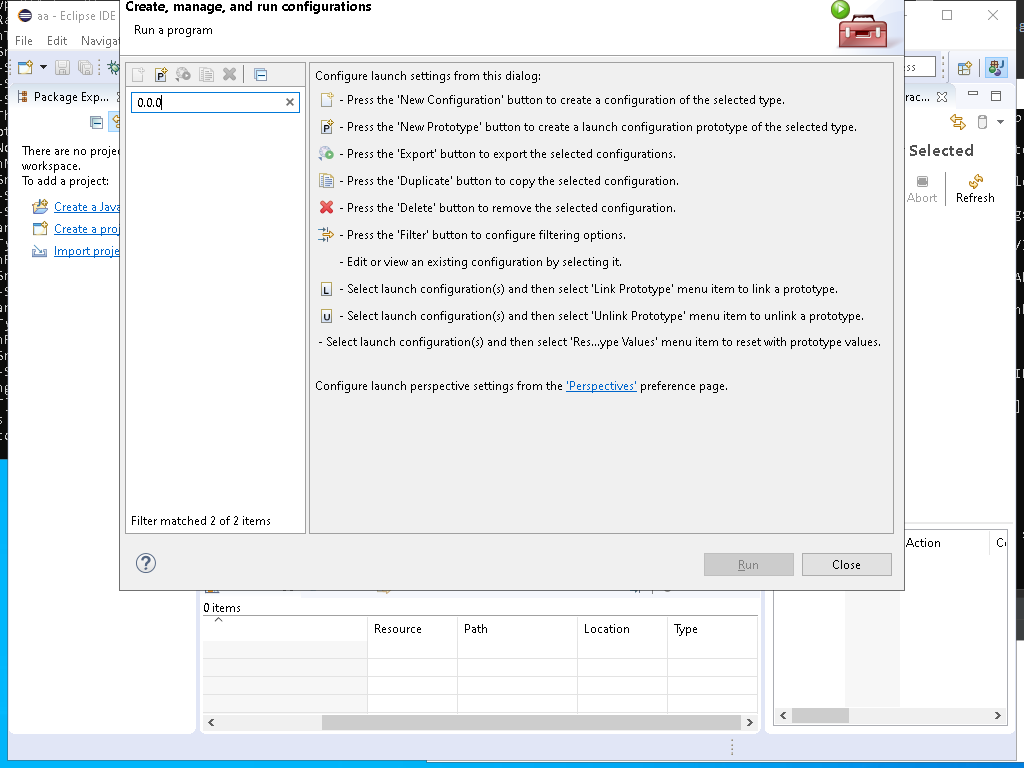 Create, manage, and run configurations
Run a program
aa - Eclipse IDE
File Edit Navigat
Package Exp...
There are no projec
workspace.
To add a project:
Create a Java
Create a proj
Import proje
0.0.0
Filter matched 2 of 2 items
Configure launch settings from this dialog:
- Press the 'New Configuration' button to create a configuration of the selected type.
- Press the 'New Prototype' button to create a launch configuration prototype of the selected type.
- Press the 'Export' button to export the selected configurations.
- Press the 'Duplicate' button to copy the selected configuration.
- Press the 'Delete' button to remove the selected configuration.
- Press the 'Filter' button to configure filtering options.
- Edit or view an existing configuration by selecting it.
L - Select launch configuration(s) and then select 'Link Prototype' menu item to link a prototype.
U - Select launch configuration(s) and then select 'Unlink Prototype' menu item to unlink a prototype.
- Select launch configuration(s) and then select 'Res...ype Values' menu item to reset with prototype values.
Configure launch perspective settings from the 'Perspectives' preference page.
Run
Close
ss
rac...
Selected
Abort
Refresh
Action
0 items
Resource
Path
Location
Type